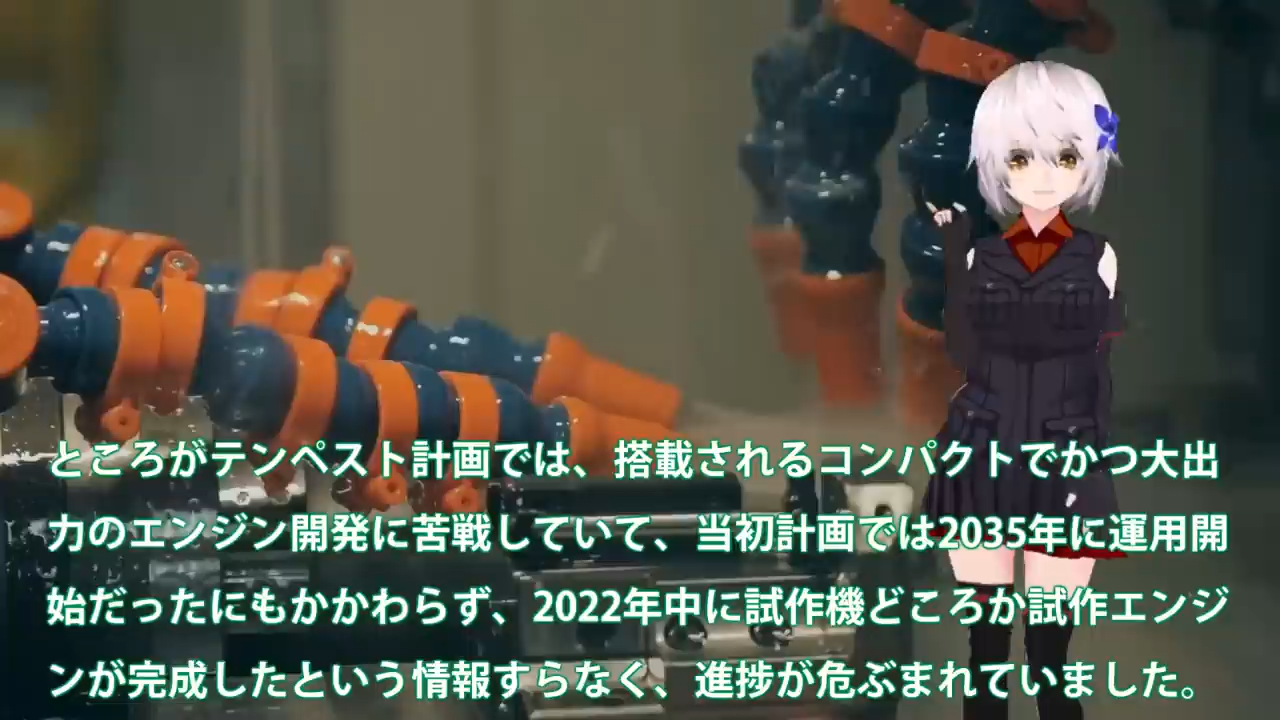 ところがテンペスト計画では、搭載されるコンパクトでかつ大出
力のエンジン開発に苦戦していて、当初計画では2035年に運用開
始だったにもかかわらず、2022年中に試作機どころか試作エンジ
ンが完成したという情報すらなく、進捗が危ぶまれていました。